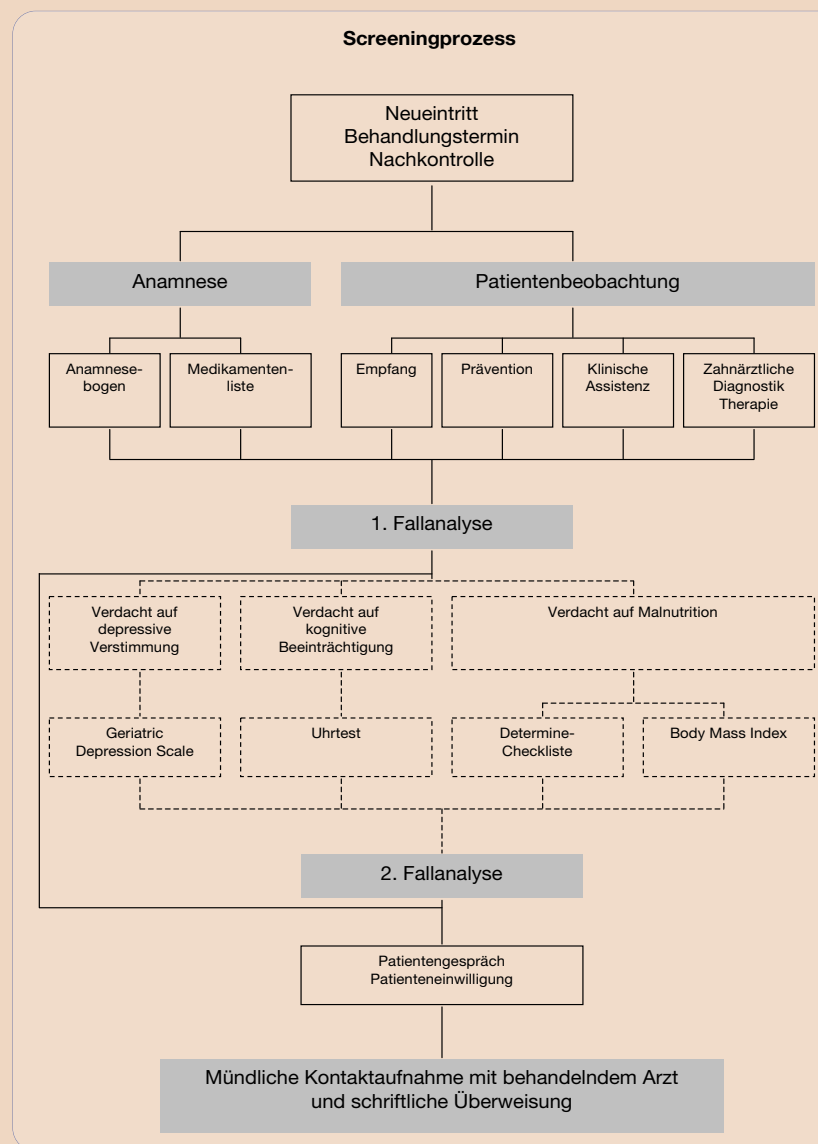 Screeningprozess
Neueintritt
Behandlungstermin
Nachkontrolle
Anamnese
Patientenbeobachtung
Anamnese-
bogen
Medikamenten-
liste
Empfang
Prävention
Klinische
Assistenz
Zahnärztliche
Diagnostik
Therapie
1. Fallanalyse
Verdacht auf
depressive
Verstimmung
Verdacht auf
kognitive
Beeinträchtigung
Verdacht auf Malnutrition
Geriatric
Depression Scale
Uhrtest
Determine-
Checkliste
Body Mass Index
2. Fallanalyse
Patientengespräch
Patienteneinwilligung
Mündliche Kontaktaufnahme mit behandelndem Arzt
und schriftliche Überweisung